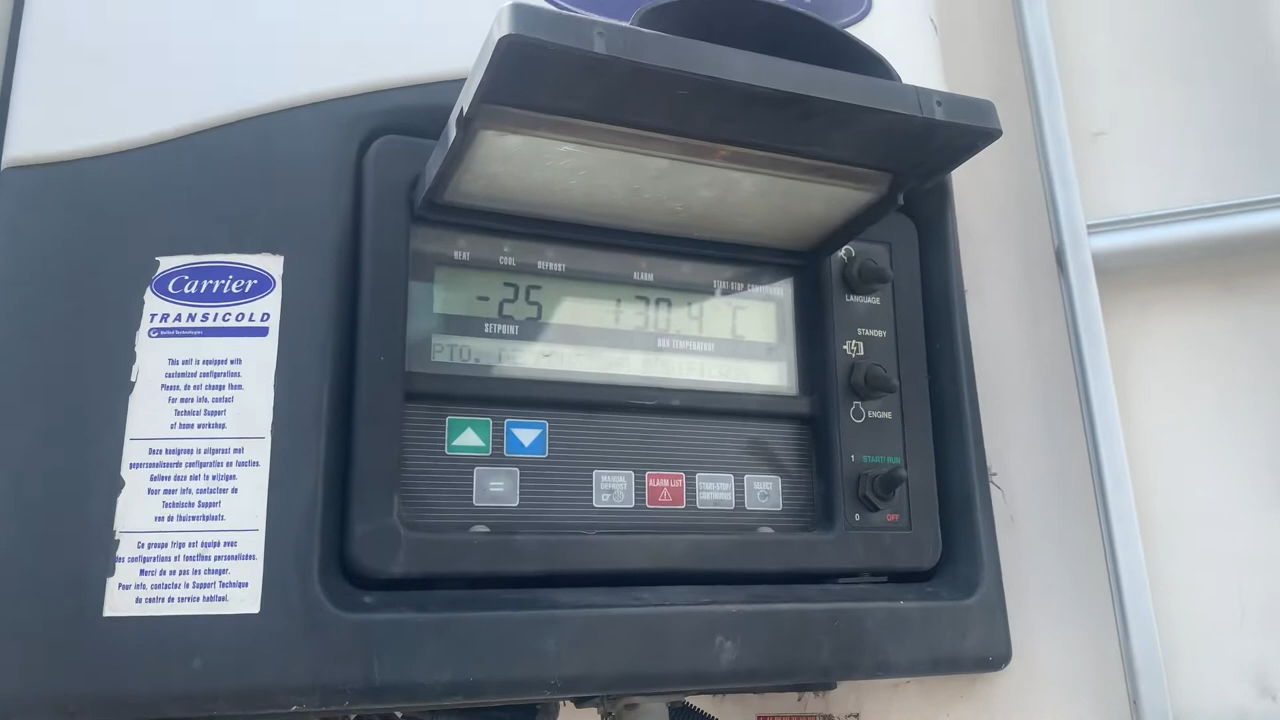 Carrier
TRANSICOLD
United Technologies
This unit is equipped with
customized configurations.
Please, do not change them.
For more info, contact
Technical Support
of home workshop.
Deze koelgroep is uitgerust met
gepersonaliseerde configuraties en functies.
Gelieve deze niet te wijzigen.
Voor meer info, contacteer de
Technische Support
van de thuiswerkplaats.
Ce groupe frigo est équipé avec
des configurations et fonctions personalisées.
Merci de ne pas les changer.
Pour info, contactez le Support Technique
du centre de service habituel.
HEAT COOL DEFROST ALARM START-STOP CONTINUOUS
-25 +30.4 C
SETPOINT BOX TEMPERATURE
PTO.
=
MANUAL DEFROST
ALARM LIST
START-STOP/ CONTINUOUS
SELECT
LANGUAGE
STANDBY
ENGINE
1 START/ RUN
0 OFF